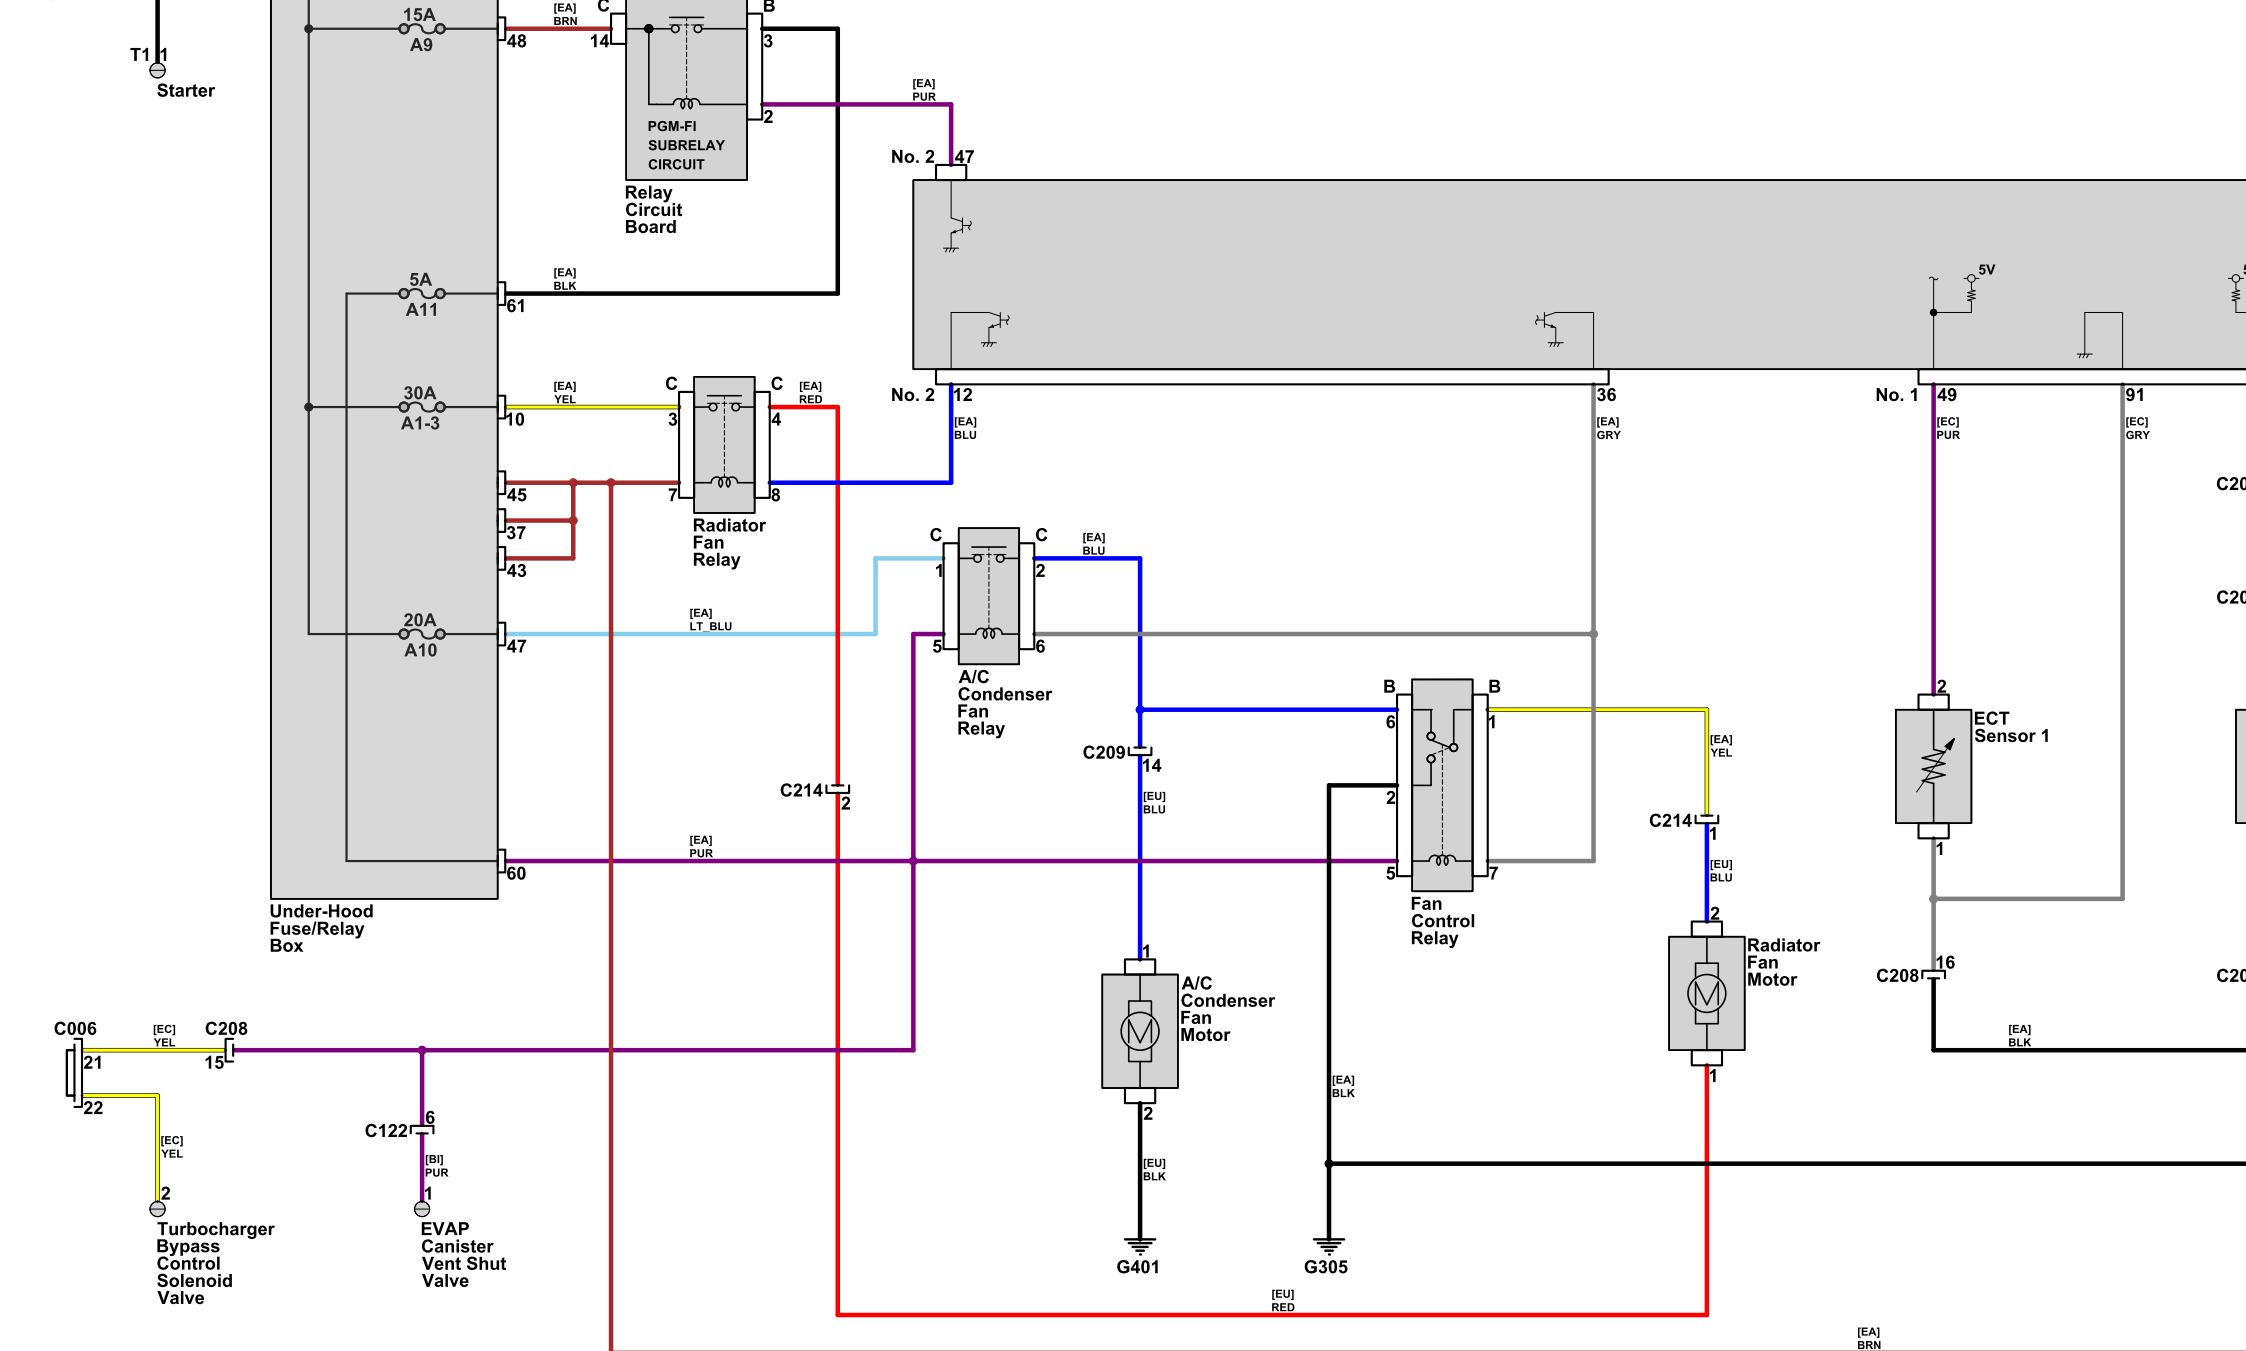 15A
A9
48
[EA]
BRN
C
14
B
3
2
PGM-FI
SUBRELAY
CIRCUIT
Relay
Circuit
Board
T1 1
Starter
[EA]
PUR
No. 2 47
5A
A11
61
[EA]
BLK
5V
30A
A1-3
10
[EA]
YEL
C
3
C
4
[EA]
RED
7
8
Radiator
Fan
Relay
No. 2 12
[EA]
BLU
36
[EA]
GRY
No. 1 49
[EC]
PUR
91
[EC]
GRY
45
37
43
C20
C
1
C
2
[EA]
BLU
5
6
A/C
Condenser
Fan
Relay
20A
A10
47
[EA]
LT_BLU
C20
B
6
B
1
2
5
7
Fan
Control
Relay
[EA]
YEL
C214
1
[EU]
BLU
2
Radiator
Fan
Motor
1
2
ECT
Sensor 1
1
C209
14
[EU]
BLU
C214
2
60
[EA]
PUR
Under-Hood
Fuse/Relay
Box
1
A/C
Condenser
Fan
Motor
2
[EU]
BLK
G401
[EA]
BLK
G305
16
C208
C20
[EA]
BLK
C006
21
22
[EC]
YEL
C208
15
[EC]
YEL
2
Turbocharger
Bypass
Control
Solenoid
Valve
6
C122
[BI]
PUR
1
EVAP
Canister
Vent Shut
Valve
[EU]
RED
[EA]
BRN